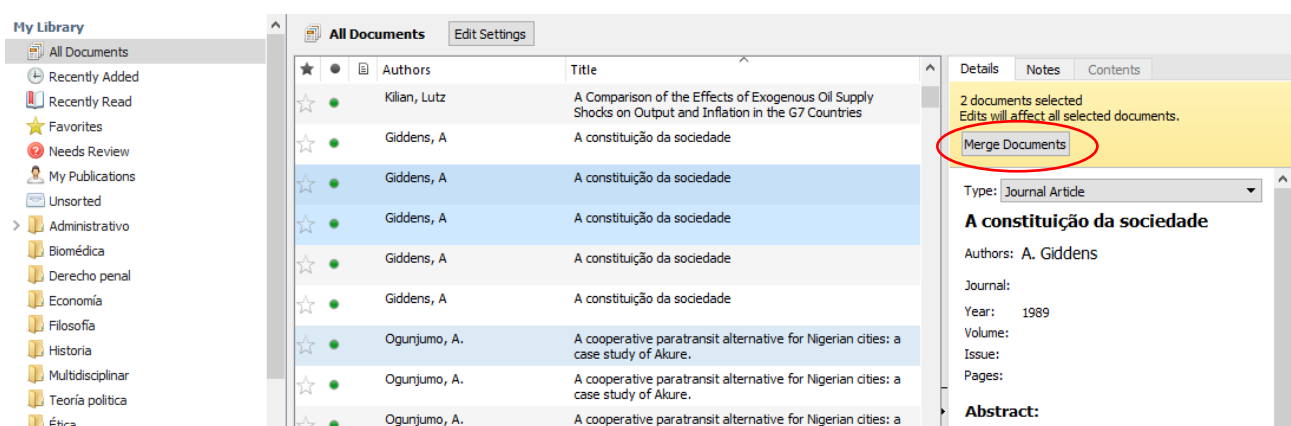 My Library
All Documents
Recently Added
Recently Read
Favorites
Needs Review
My Publications
Unsorted
Administrativo
Biomédica
Derecho penal
Economía
Filosofía
Historia
Multidisciplinar
Teoría politica
Ética
All Documents Edit Settings
Authors Title
Kilian, Lutz A Comparison of the Effects of Exogenous Oil Supply
Shocks on Output and Inflation in the G7 Countries
Giddens, A A constituição da sociedade
Giddens, A A constituição da sociedade
Giddens, A A constituição da sociedade
Giddens, A A constituição da sociedade
Giddens, A A constituição da sociedade
Ogunjumo, A. A cooperative paratransit alternative for Nigerian cities: a
case study of Akure.
Ogunjumo, A. A cooperative paratransit alternative for Nigerian cities: a
case study of Akure.
Ogunjumo, A. A cooperative paratransit alternative for Nigerian cities: a
Details Notes Contents
2 documents selected
Edits will affect all selected documents.
Merge Documents
Type: Journal Article
A constituição da sociedade
Authors: A. Giddens
Journal:
Year: 1989
Volume:
Issue:
Pages:
Abstract: